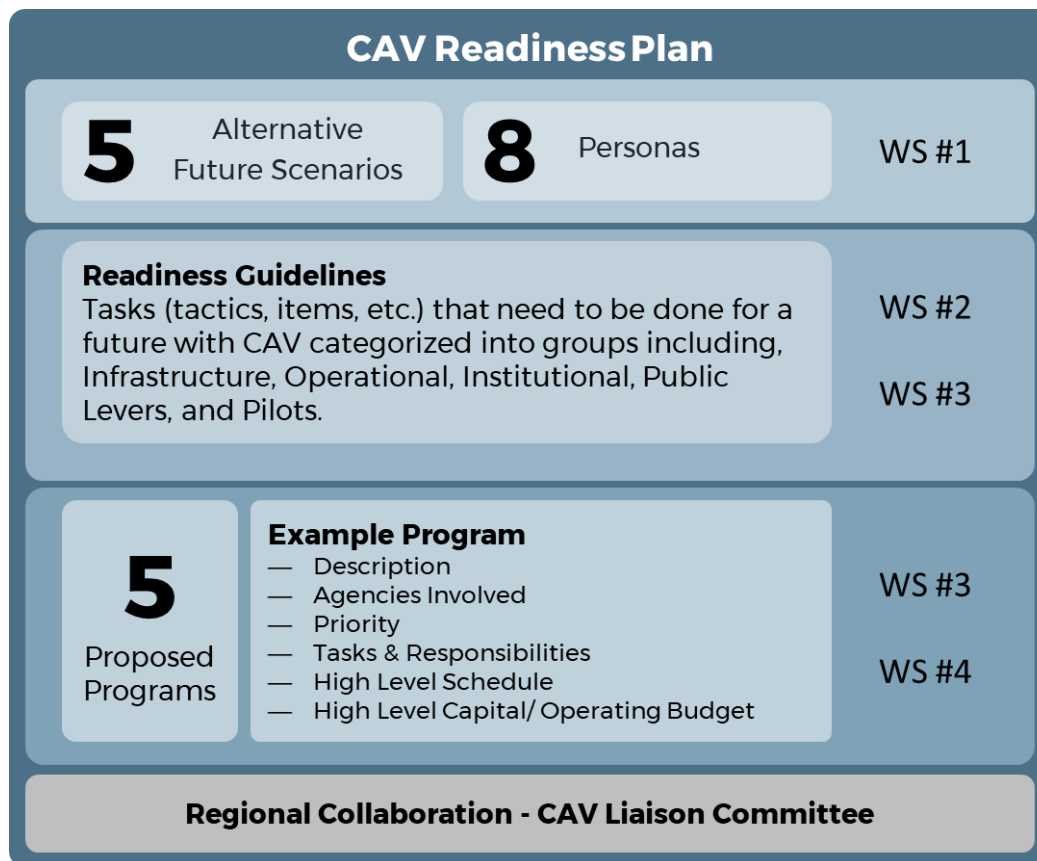 CAV Readiness Plan
5
Alternative
Future Scenarios
8
Personas
WS #1
Readiness Guidelines
Tasks (tactics, items, etc.) that need to be done for a
future with CAV categorized into groups including,
Infrastructure, Operational, Institutional, Public
Levers, and Pilots.
WS #2
WS #3
5
Proposed
Programs
Example Program
— Description
— Agencies Involved
— Priority
— Tasks & Responsibilities
— High Level Schedule
— High Level Capital/ Operating Budget
WS #3
WS #4
Regional Collaboration - CAV Liaison Committee